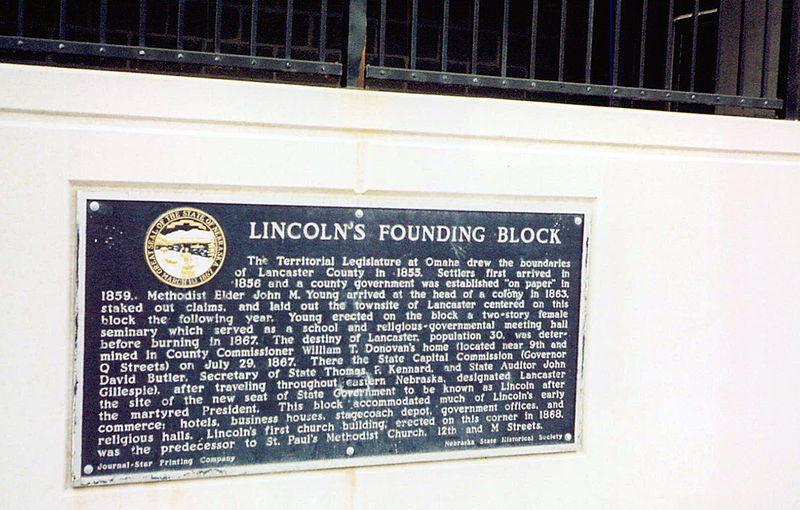 GREAT SEAL OF THE STATE OF NEBRASKA
MARCH 1ST 1867
LINCOLN'S FOUNDING BLOCK
The Territorial Legislature at Omaha drew the boundaries
of Lancaster County in 1855. Settlers first arrived in
1856 and a county government was established "on paper" in
1859. Methodist Elder John M. Young arrived at the head of a colony in 1863,
staked out claims, and laid out the townsite of Lancaster centered on this
block the following year. Young erected on the block a two-story female
seminary which served as a school and religious-governmental meeting hall
before burning in 1867. The destiny of Lancaster, population 30, was deter-
mined in County Commissioner William T. Donovan's home (located near 9th and
Q Streets) on July 29, 1867. There the State Capital Commission (Governor
David Butler, Secretary of State Thomas P. Kennard, and State Auditor John
Gillespie), after traveling throughout eastern Nebraska, designated Lancaster
the site of the new seat of State Government to be known as Lincoln after
the martyred President. This block accommodated much of Lincoln's early
commerce: hotels, business houses, stagecoach depot, government offices, and
religious halls. Lincoln's first church building, erected on this corner in 1868,
was the predecessor to St. Paul's Methodist Church, 12th and M Streets.
Journal-Star Printing Company
Nebraska State Historical Society